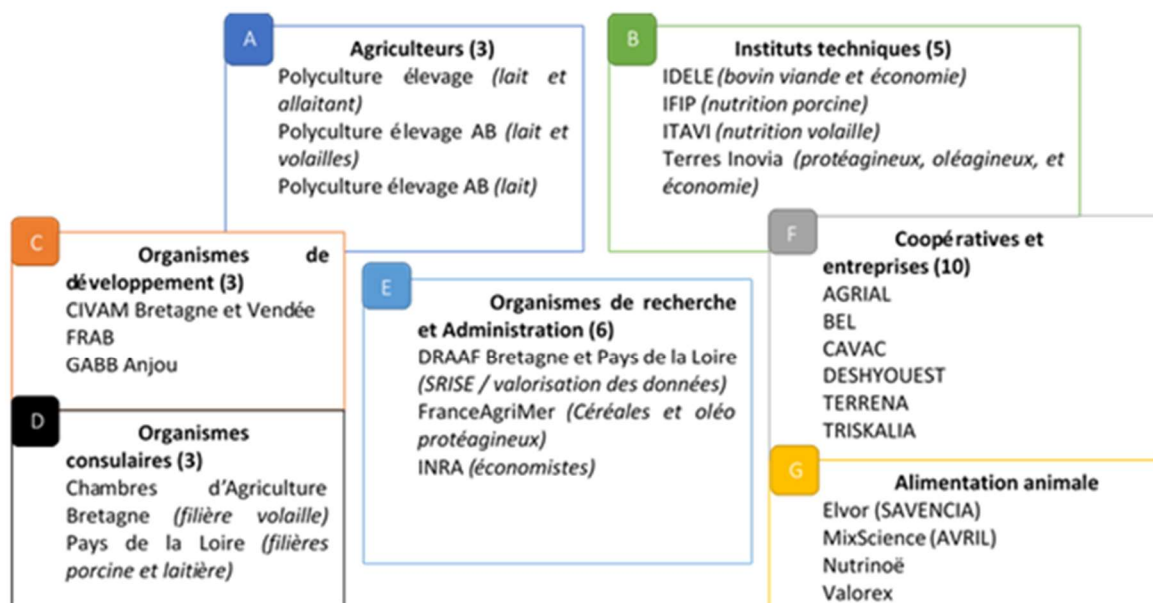 A
Agriculteurs (3)
Polyculture élevage (lait et
allaitant)
Polyculture élevage AB (lait et
volailles)
Polyculture élevage AB (lait)
B
Instituts techniques (5)
IDELE (bovin viande et économie)
IFIP (nutrition porcine)
ITAVI (nutrition volaille)
Terres Inovia (protéagineux, oléagineux, et
économie)
C
Organismes de
développement (3)
CIVAM Bretagne et Vendée
FRAB
GABB Anjou
D
Organismes
consulaires (3)
Chambres d'Agriculture
Bretagne (filière volaille)
Pays de la Loire (filières
porcine et laitière)
E
Organismes de recherche
et Administration (6)
DRAAF Bretagne et Pays de la Loire
(SRISE / valorisation des données)
FranceAgriMer (Céréales et oléo
protéagineux)
INRA (économistes)
F
Coopératives et
entreprises (10)
AGRIAL
BEL
CAVAC
DESHYOUEST
TERRENA
TRISKALIA
G
Alimentation animale
Elvor (SAVENCIA)
MixScience (AVRIL)
Nutrinoë
Valorex